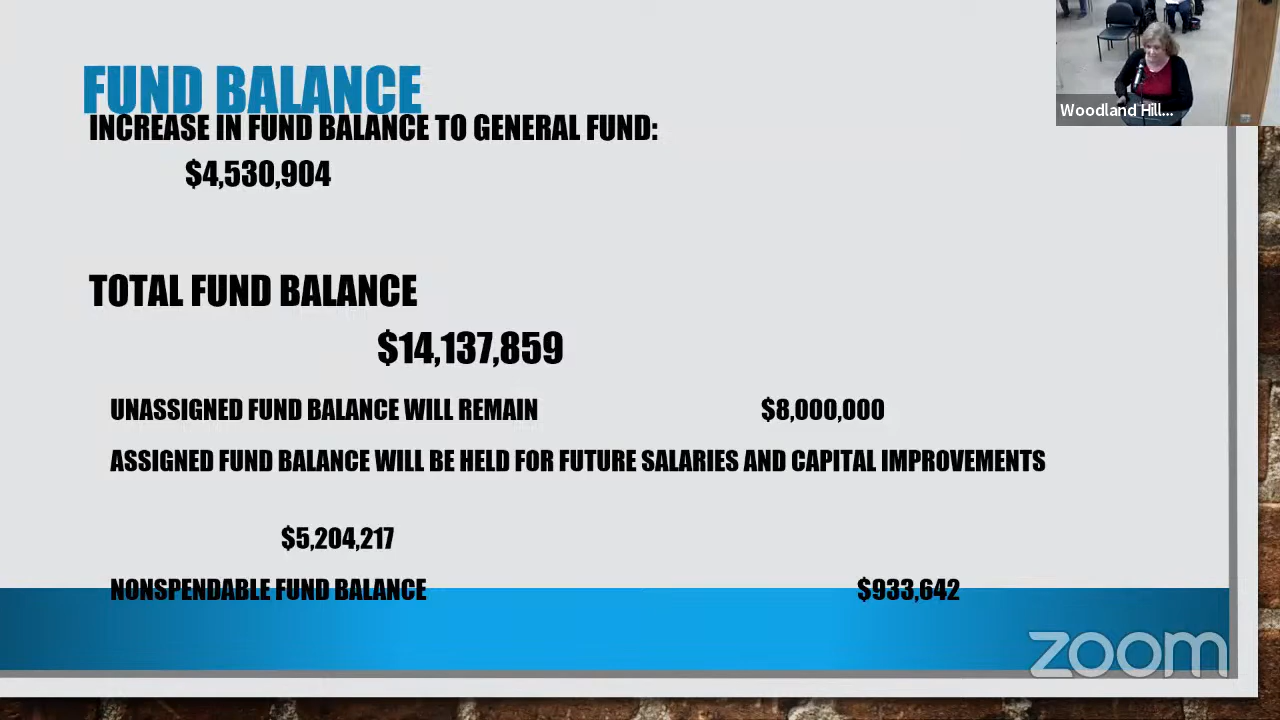 FUND BALANCE
INCREASE IN FUND BALANCE TO GENERAL FUND:
$4,530,904
TOTAL FUND BALANCE
$14,137,859
UNASSIGNED FUND BALANCE WILL REMAIN $8,000,000
ASSIGNED FUND BALANCE WILL BE HELD FOR FUTURE SALARIES AND CAPITAL IMPROVEMENTS
$5,204,217
NONSPENDABLE FUND BALANCE $933,642
Woodland Hill...
zoom